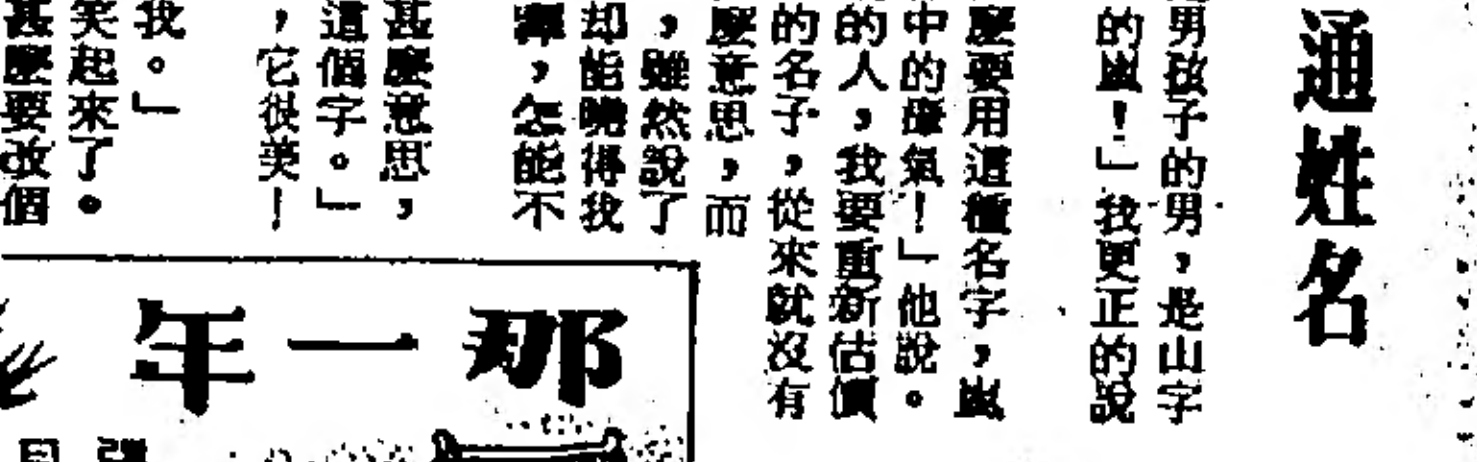 通姓名
男孩子的男,是山字
的嵐!」我更正的說
麼要用這種名字,嵐
中的瘴氣!」他說。
的人,我要重新估價
的名子,從來就沒有
麼意思,而
,雖然說了
却能曉得我
,怎能不
甚麼意思,
這個字。」
,它很美!
我。」
笑起來了。
甚麼要改個
那一年